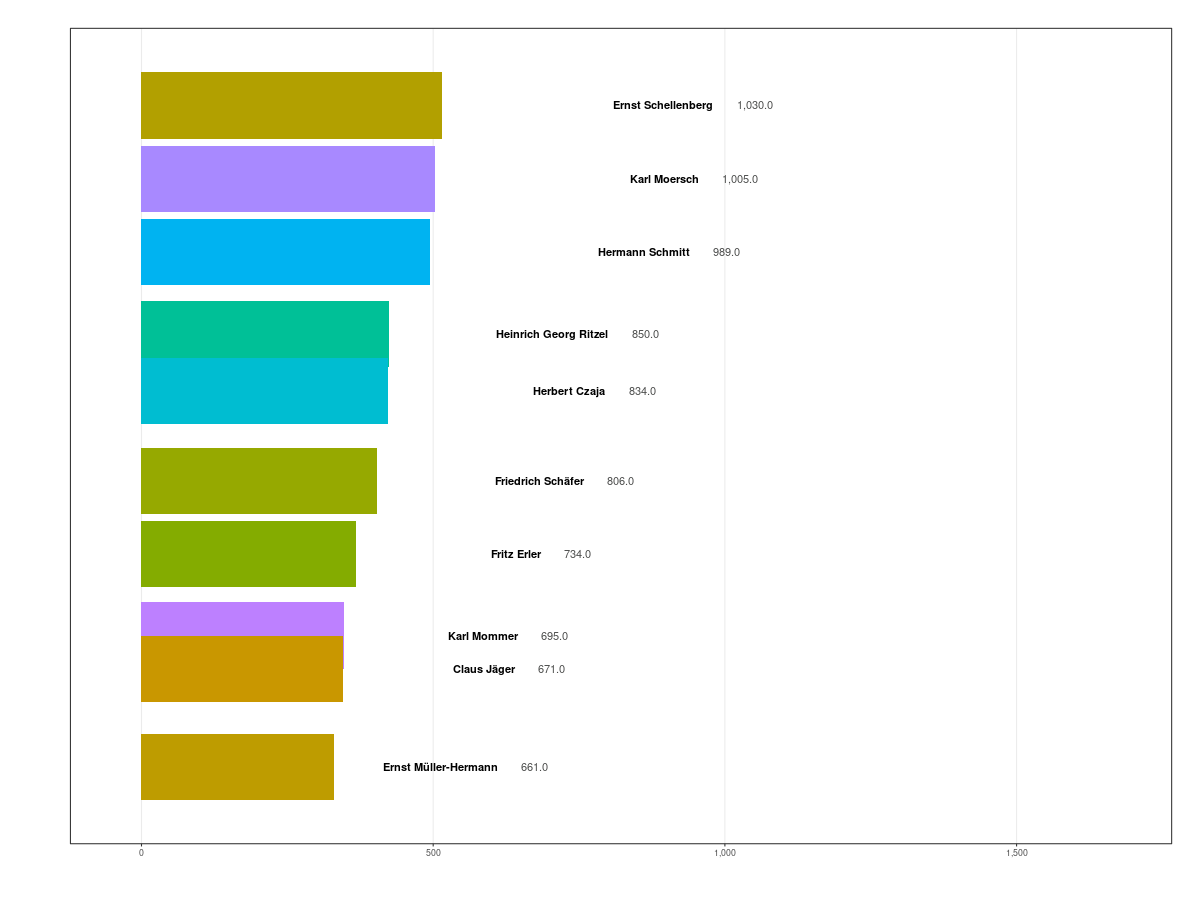 Ernst Schellenberg 1,030.0
Karl Moersch 1,005.0
Hermann Schmitt 989.0
Heinrich Georg Ritzel 850.0
Herbert Czaja 834.0
Friedrich Schäfer 806.0
Fritz Erler 734.0
Karl Mommer 695.0
Claus Jäger 671.0
Ernst Müller-Hermann 661.0
0 500 1,000 1,500